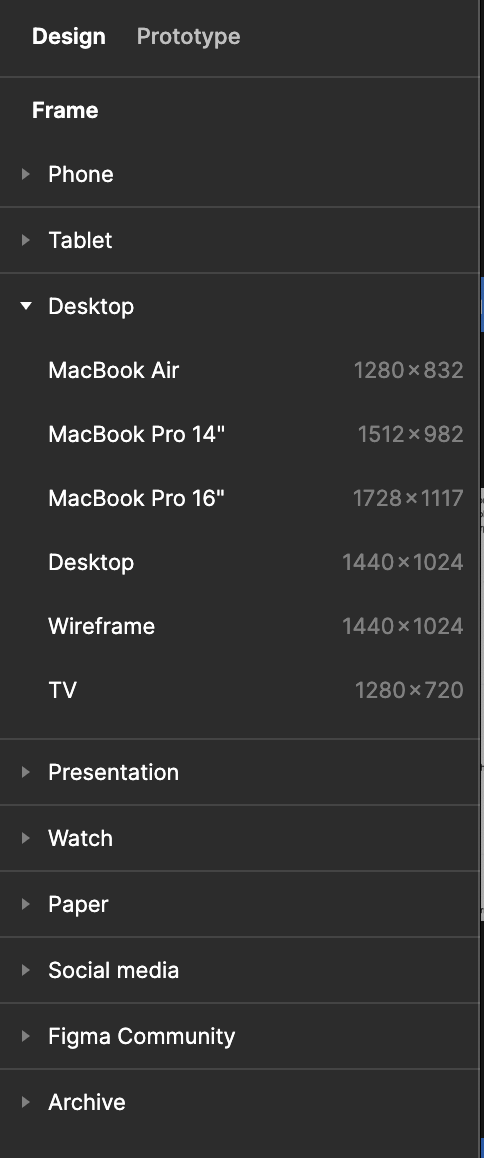 Design Prototype
Frame
Phone
Tablet
Desktop
MacBook Air 1280×832
MacBook Pro 14" 1512×982
MacBook Pro 16" 1728×1117
Desktop 1440×1024
Wireframe 1440×1024
TV 1280×720
Presentation
Watch
Paper
Social media
Figma Community
Archive